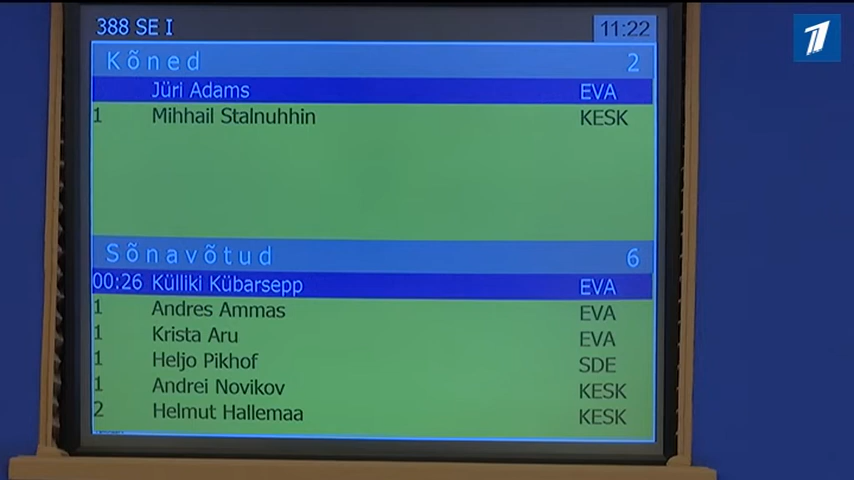 388 SE I 11:22
Kõned 2
Jüri Adams EVA
1 Mihhail Stalnuhhin KESK
Sõnavõtud 6
00:26 Külliki Kübarsepp EVA
1 Andres Ammas EVA
1 Krista Aru EVA
1 Heljo Pikhof SDE
1 Andrei Novikov KESK
2 Helmut Hallemaa KESK
1